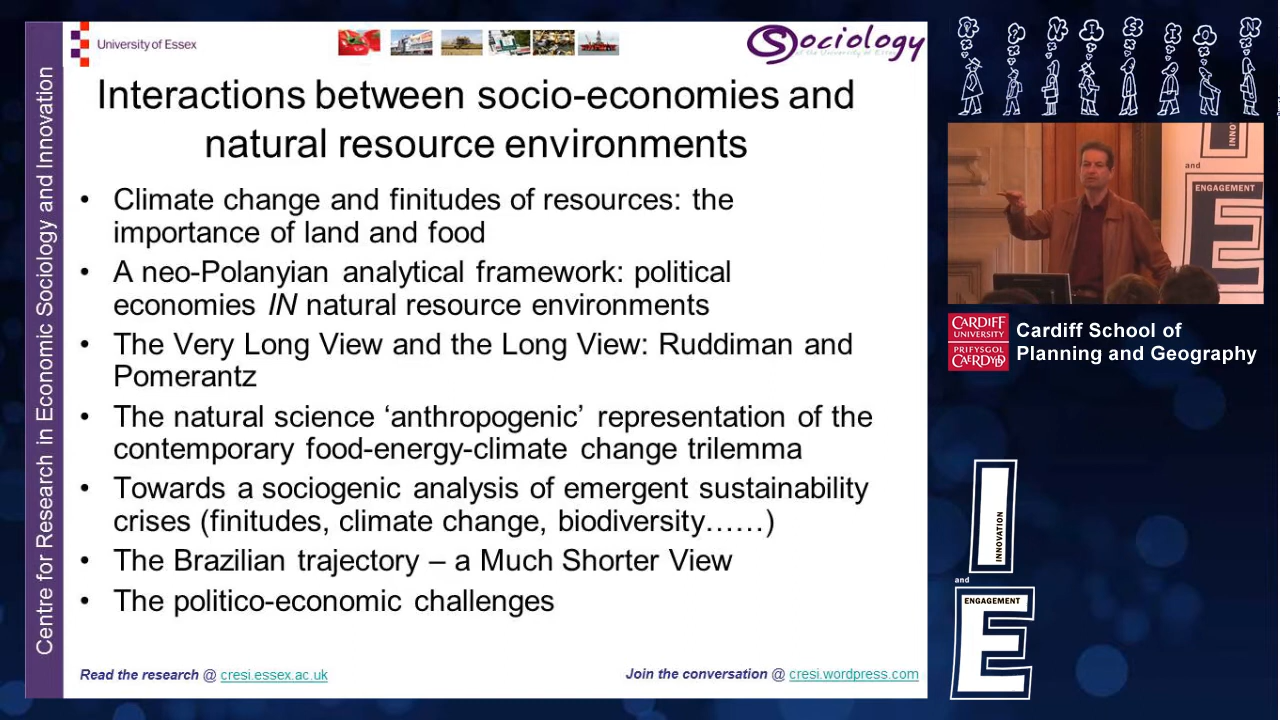 University of Essex
Sociology
Centre for Research in Economic Sociology and Innovation
Interactions between socio-economies and
natural resource environments
• Climate change and finitudes of resources: the
importance of land and food
• A neo-Polanyian analytical framework: political
economies IN natural resource environments
• The Very Long View and the Long View: Ruddiman and
Pomerantz
• The natural science ‘anthropogenic’ representation of the
contemporary food-energy-climate change trilemma
• Towards a sociogenic analysis of emergent sustainability
crises (finitudes, climate change, biodiversity……)
• The Brazilian trajectory – a Much Shorter View
• The politico-economic challenges
Read the research @ cresi.essex.ac.uk
Join the conversation @ cresi.wordpress.com
and
ENGAGEMENT
E
CARDIFF
UNIVERSITY
PRIFYSGOL
CAERDYDD
Cardiff School of
Planning and Geography
I
INNOVATION
and
ENGAGEMENT
E